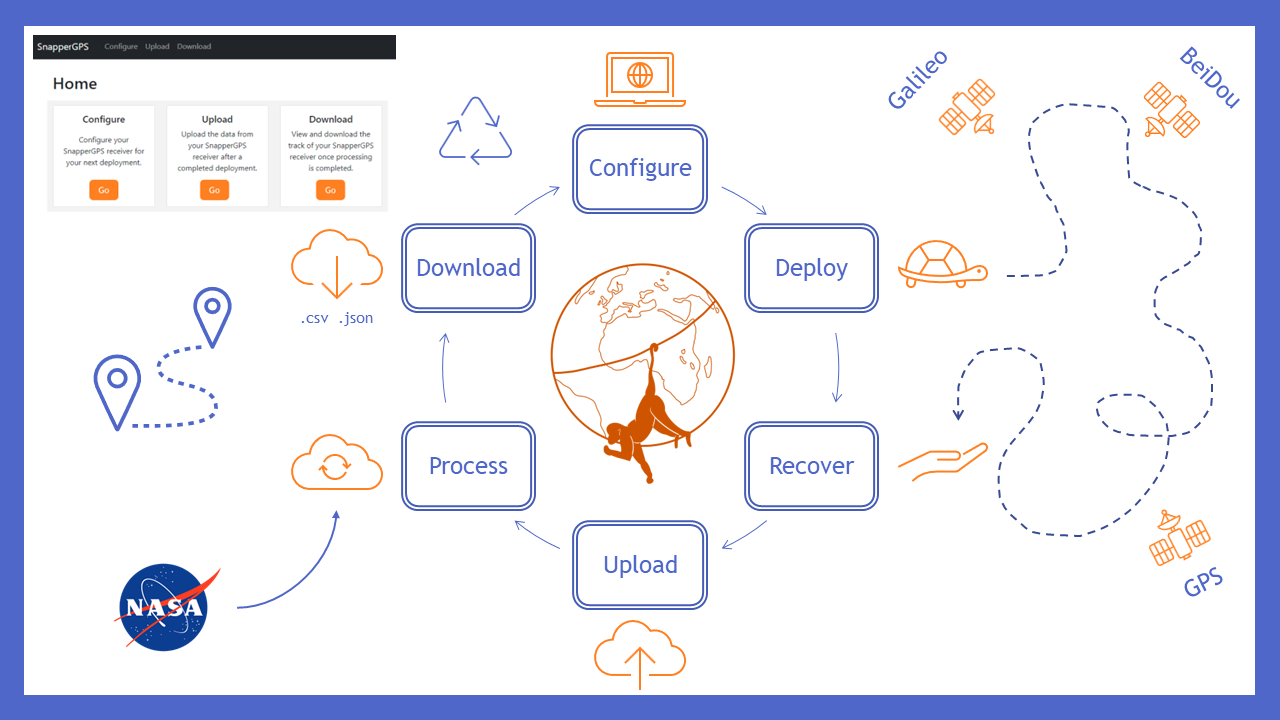 SnapperGPS Configure Upload Download
Home
Configure
Configure your
SnapperGPS receiver for
your next deployment.
Go
Upload
Upload the data from
your SnapperGPS
receiver after a
completed deployment.
Go
Download
View and download the
track of your SnapperGPS
receiver once processing
is completed.
Go
Configure
Deploy
Recover
Upload
Process
Download
.csv .json
Galileo
BeiDou
GPS
NASA